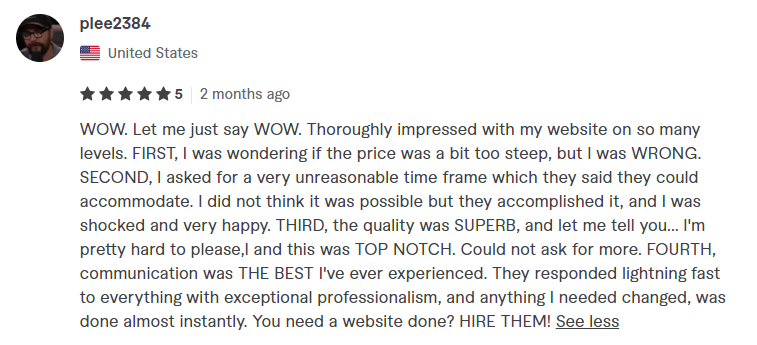 plee2384
United States
5 2 months ago
WOW. Let me just say WOW. Thoroughly impressed with my website on so many
levels. FIRST, I was wondering if the price was a bit too steep, but I was WRONG.
SECOND, I asked for a very unreasonable time frame which they said they could
accommodate. I did not think it was possible but they accomplished it, and I was
shocked and very happy. THIRD, the quality was SUPERB, and let me tell you... I'm
pretty hard to please,l and this was TOP NOTCH. Could not ask for more. FOURTH,
communication was THE BEST I've ever experienced. They responded lightning fast
to everything with exceptional professionalism, and anything I needed changed, was
done almost instantly. You need a website done? HIRE THEM! See less